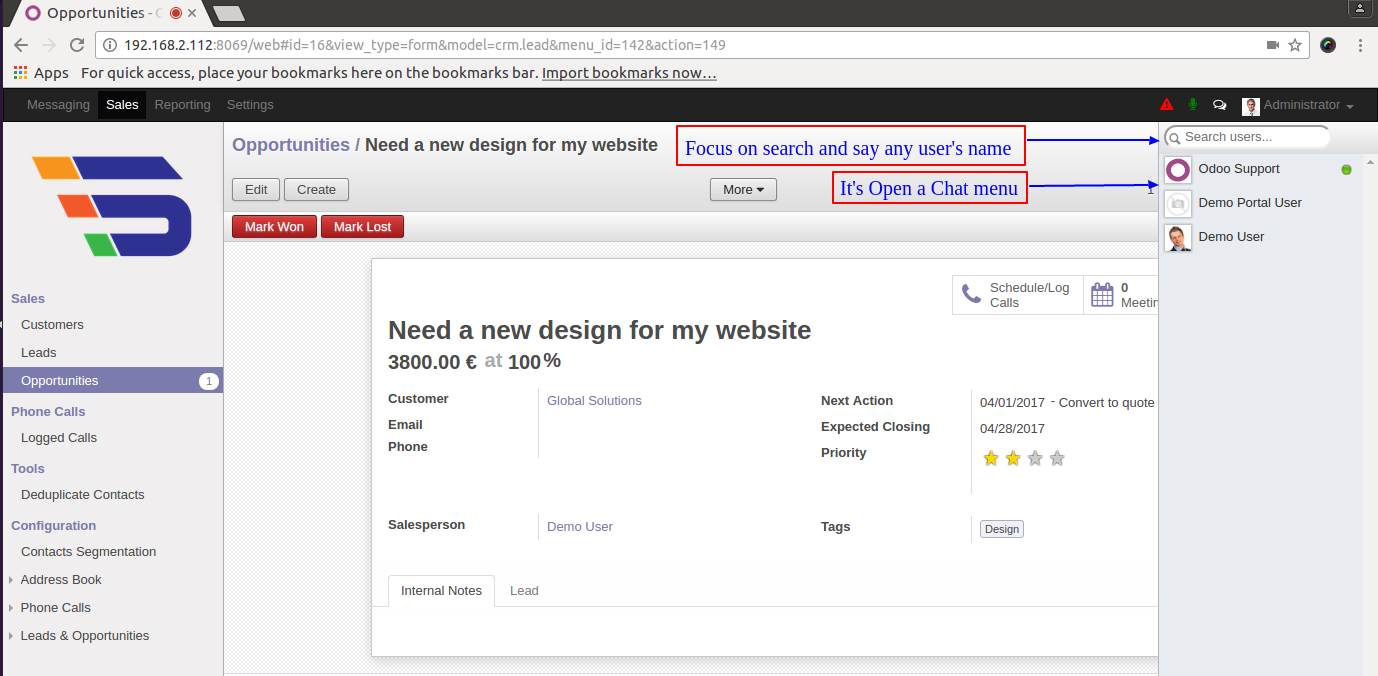 Opportunities - C
192.168.2.112:8069/web#id=16&view_type=form&model=crm.lead&menu_id=142&action=149
Apps For quick access, place your bookmarks here on the bookmarks bar. Import bookmarks now…
Messaging Sales Reporting Settings Administrator
Opportunities / Need a new design for my website
Focus on search and say any user's name
Search users...
Edit Create
More
It's Open a Chat menu
1
Mark Won Mark Lost
Odoo Support
Demo Portal User
Demo User
Sales
Customers
Leads
Opportunities 1
Phone Calls
Logged Calls
Tools
Deduplicate Contacts
Configuration
Contacts Segmentation
Address Book
Phone Calls
Leads & Opportunities
Schedule/Log
Calls
0
Meetin
Need a new design for my website
3800.00 € at 100 %
Customer Global Solutions
Email
Phone
Next Action 04/01/2017 - Convert to quote
Expected Closing 04/28/2017
Priority
Salesperson Demo User
Tags Design
Internal Notes Lead